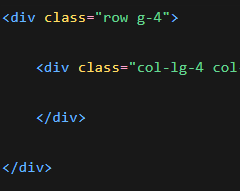 <div class="row g-4">
<div class="col-lg-4 col-
</div>
</div>